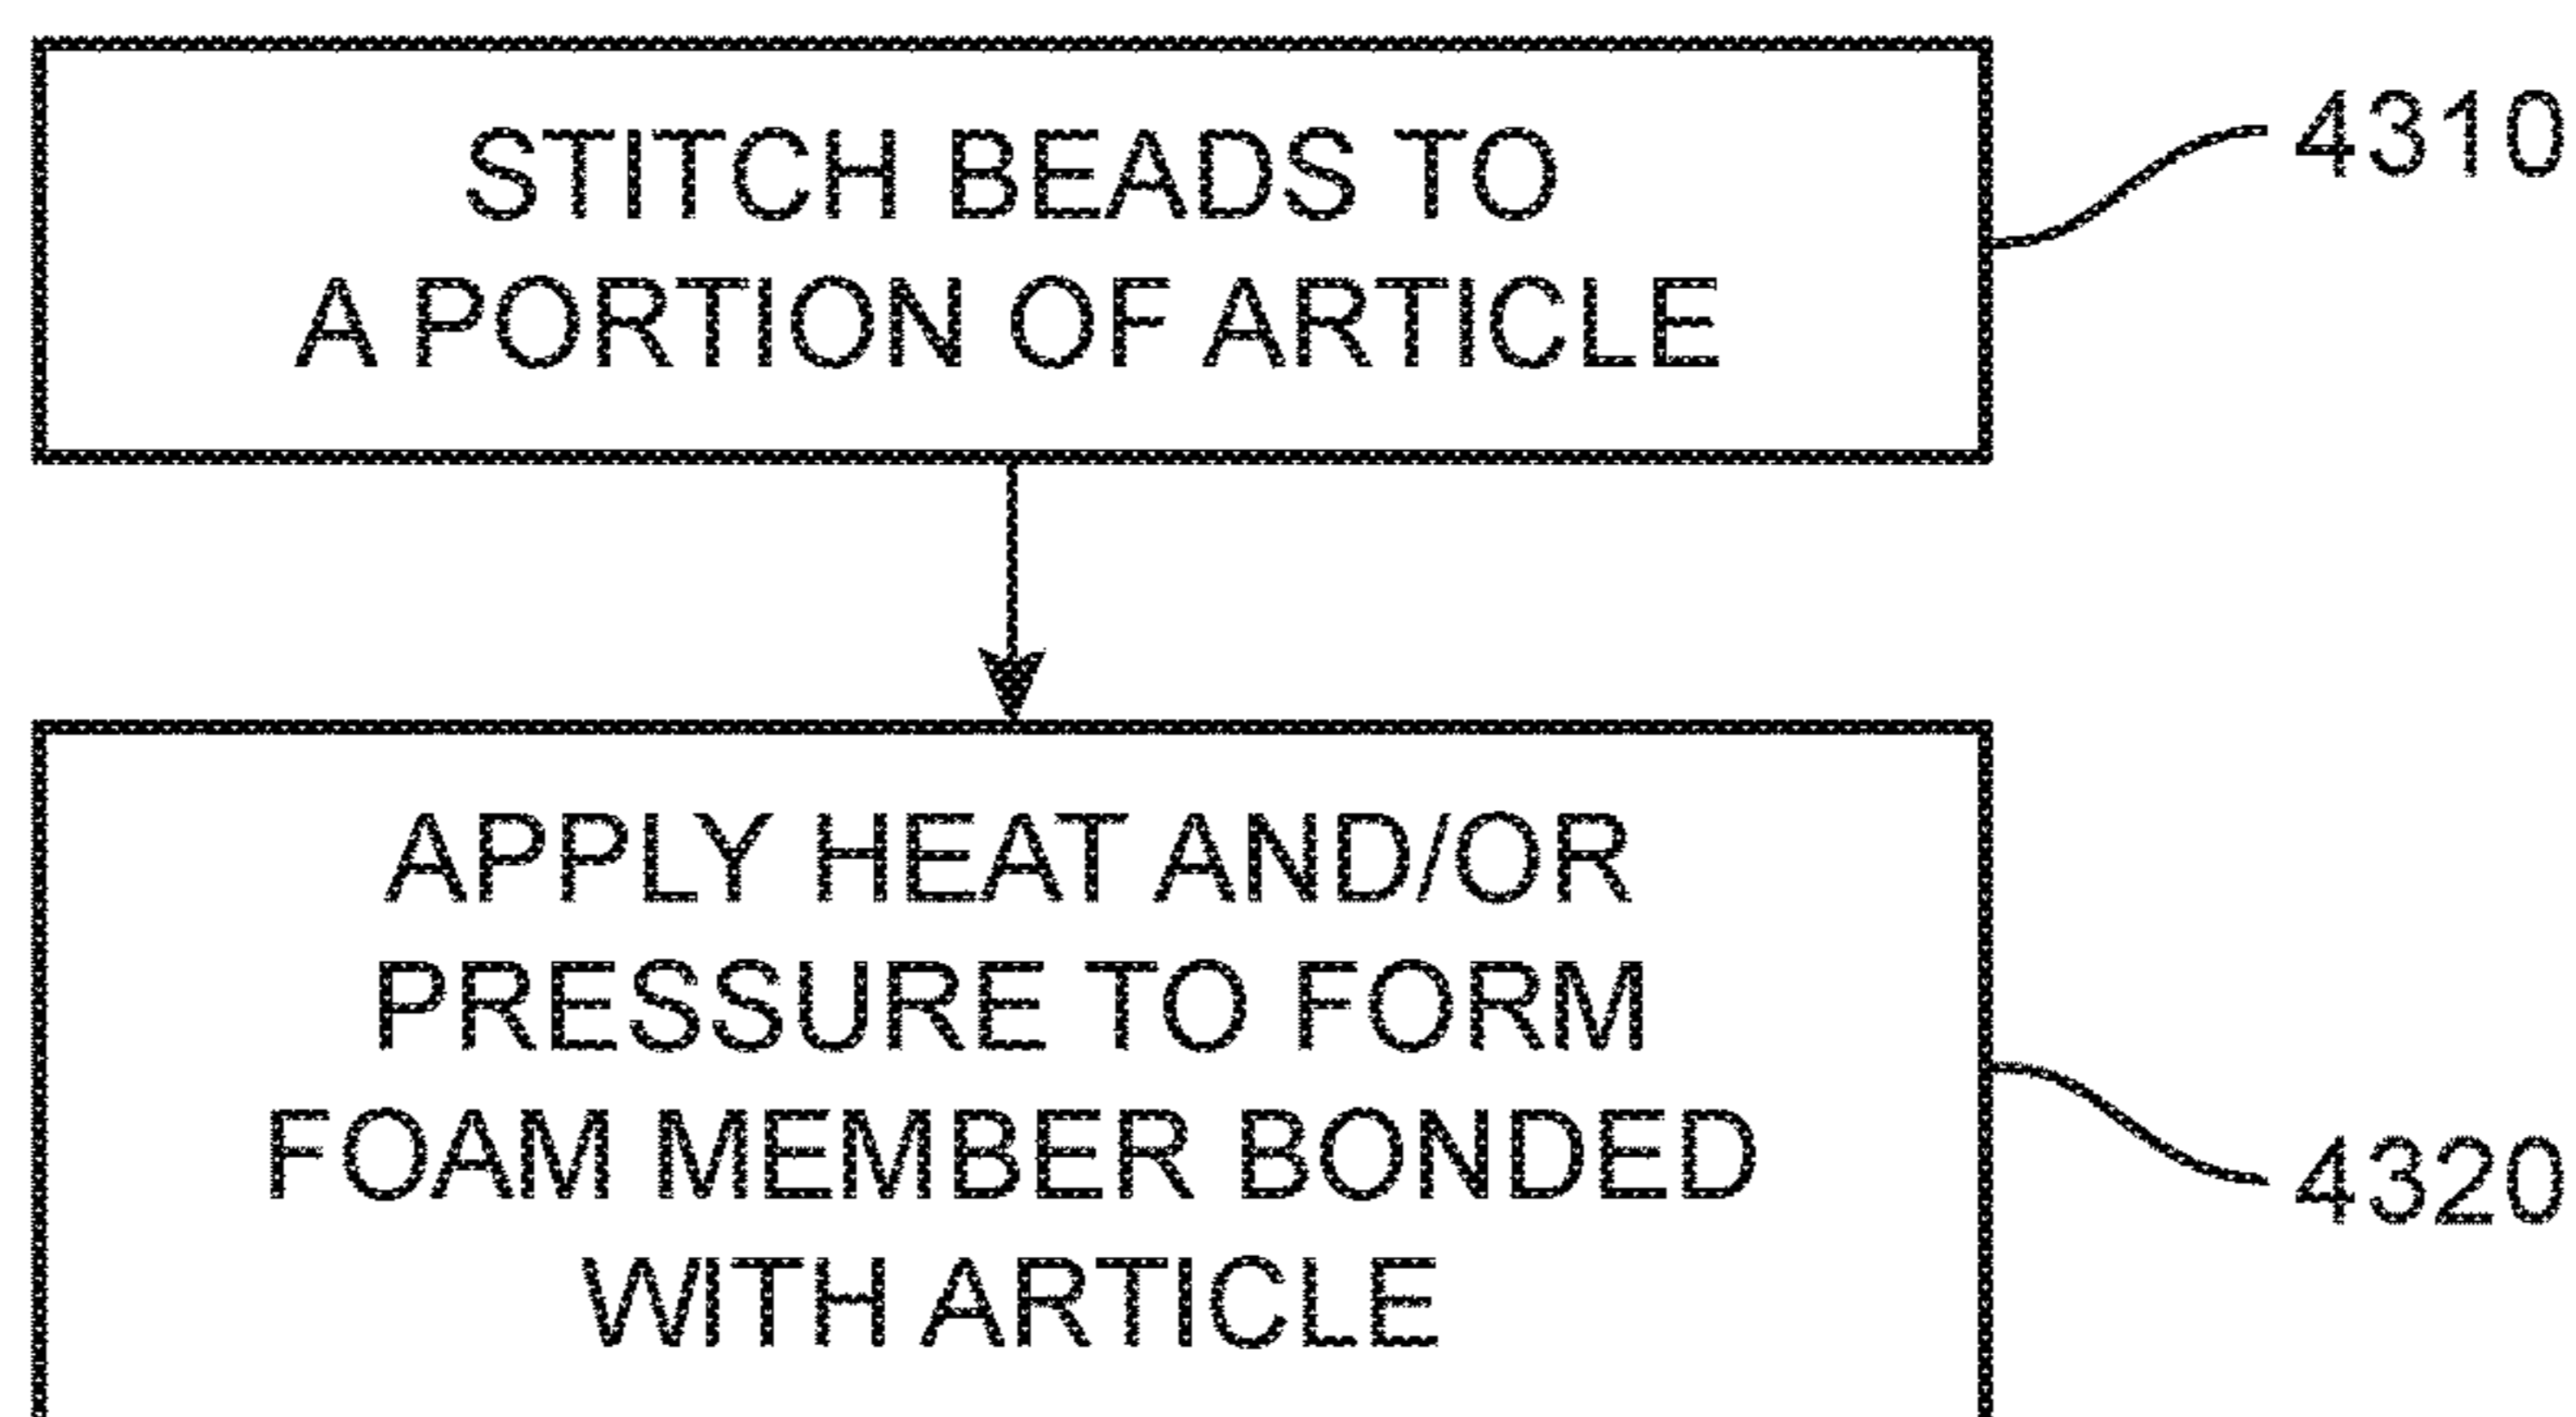 STITCH BEADS TO
A PORTION OF ARTICLE
4310
APPLY HEAT AND/OR
PRESSURE TO FORM
FOAM MEMBER BONDED
WITH ARTICLE
4320